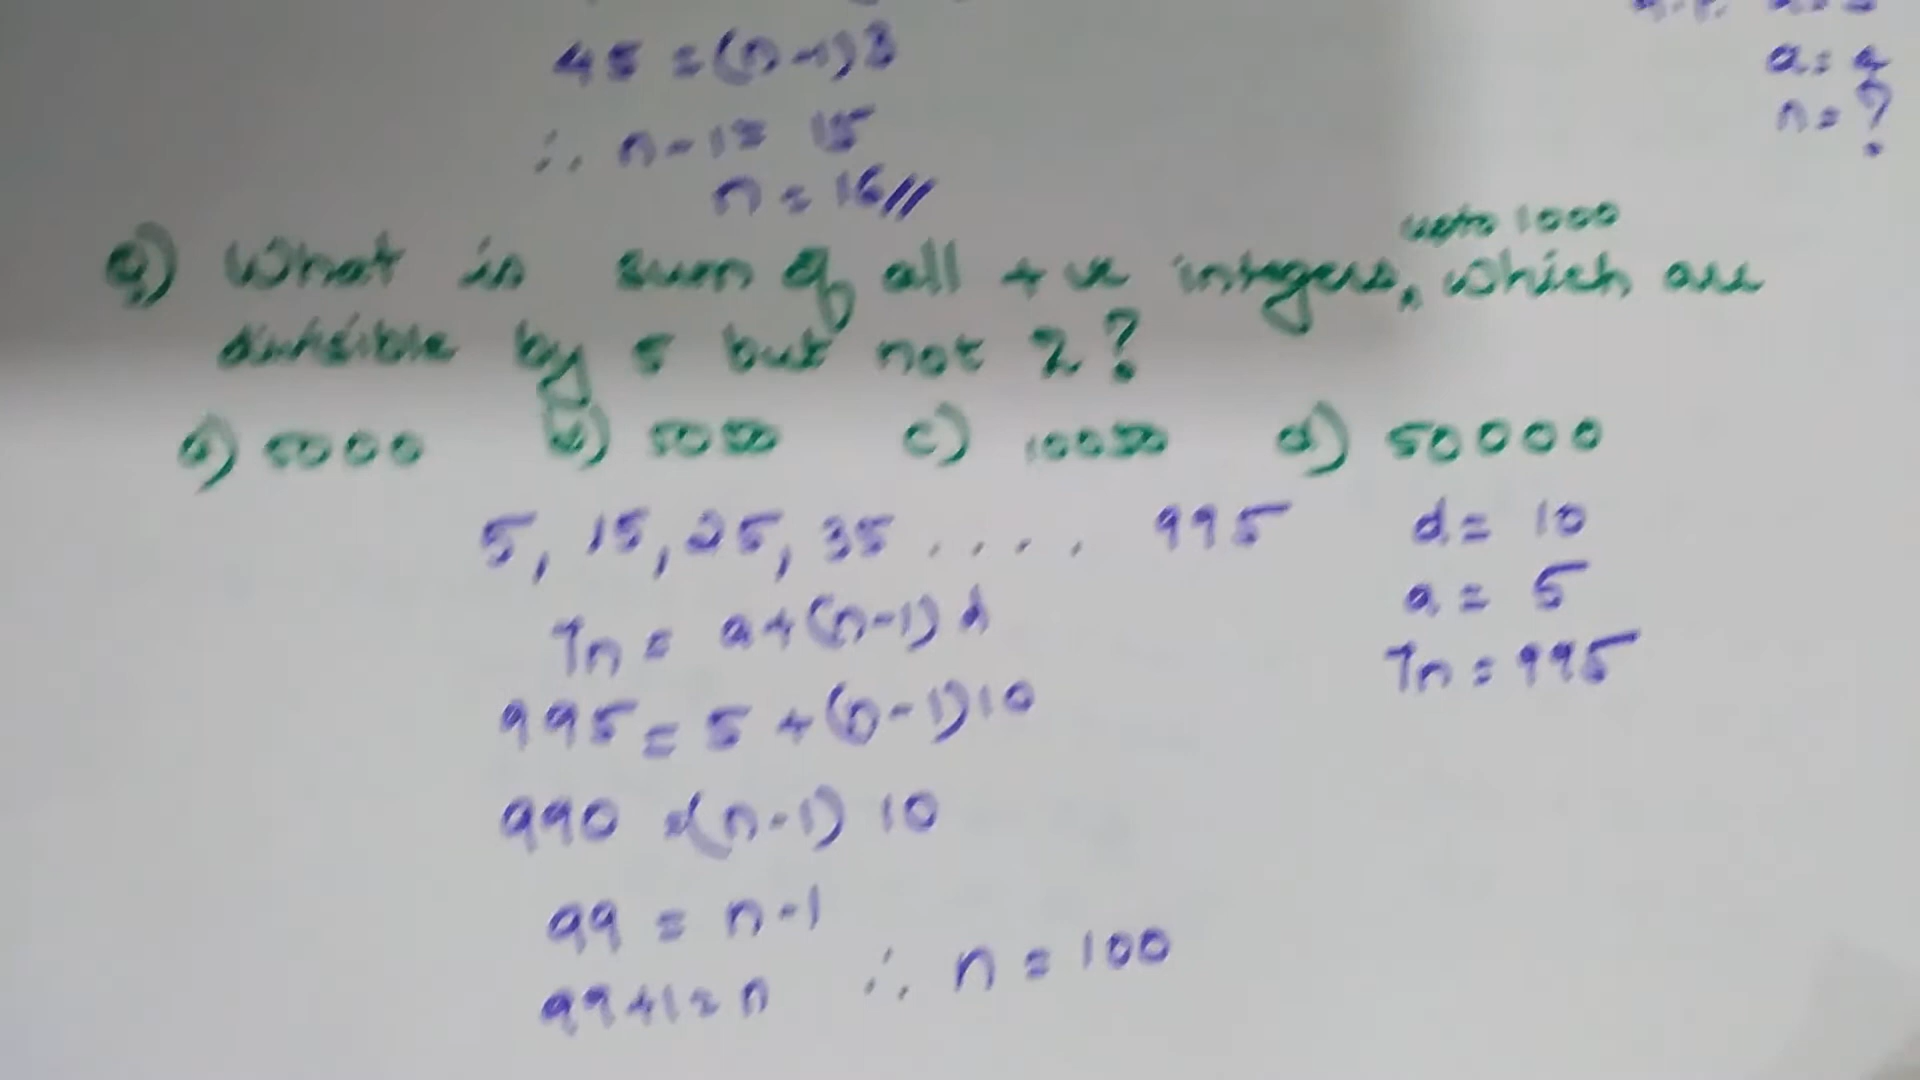 45 = (n-1)3
a = a
∴ n-1 = 15
n = ?
n = 16//
upto 1000
Q) What is sum of all +ve integers, which are
divisible by 5 but not 2?
a) 5000 b) 5050 c) 10050 d) 50000
5, 15, 25, 35 .... 995 d = 10
a = 5
Tn = a+(n-1)d
Tn = 995
995 = 5 + (n-1)10
990 = (n-1) 10
99 = n-1
99+1 = n ∴ n = 100